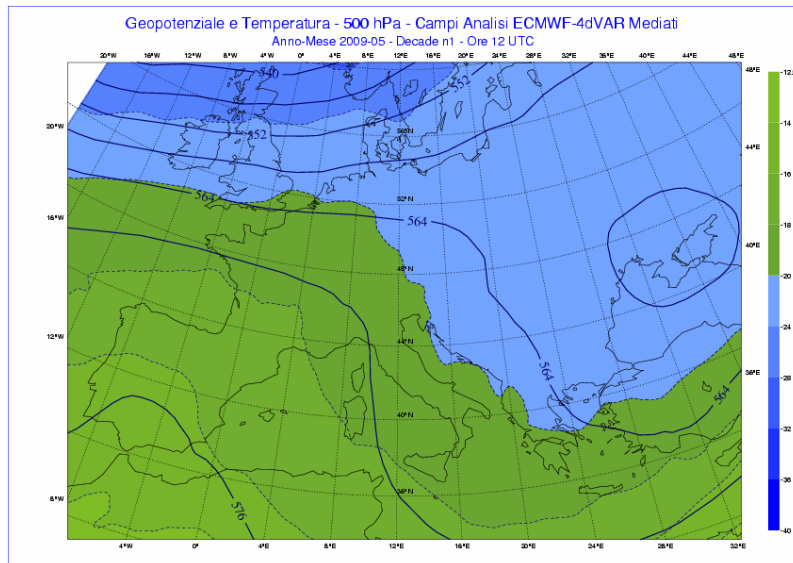 Geopotenziale e Temperatura - 500 hPa - Campi Analisi ECMWF-4dVAR Mediati
Anno-Mese 2009-05 - Decade n1 - Ore 12 UTC
20°W 16°W 12°W 8°W 4°W 0° 4°E 8°E 12°E 16°E 20°E 24°E 28°E 32°E 36°E 40°E 44°E 48°E
540
552
48°E
-12
552
56°N
20°W
44°E
-16
52°N
564
564
16°W
40°E
-20
48°N
-24
12°W
44°N
36°E
564
564
-28
40°N
-32
8°W
36°N
576
-36
-40
4°W 0° 4°E 8°E 12°E 16°E 20°E 24°E 28°E 32°E